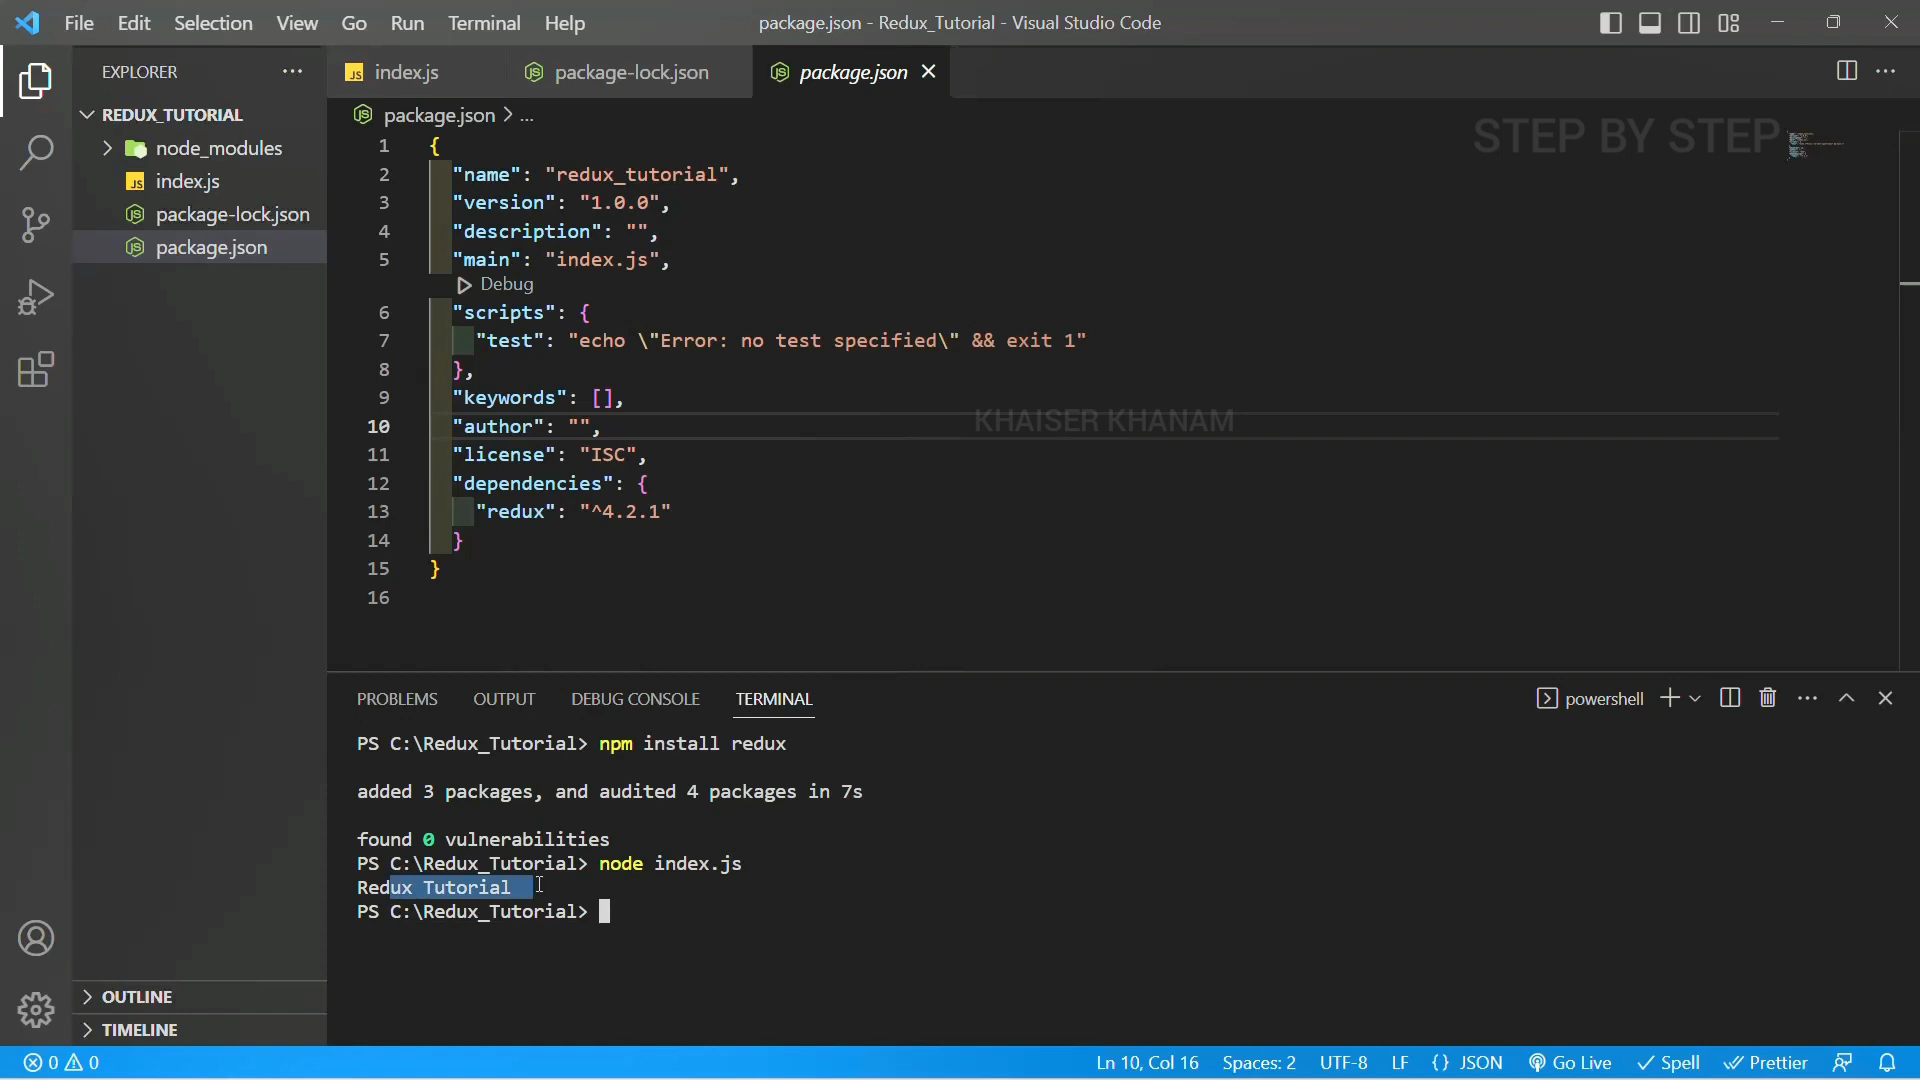 File Edit Selection View Go Run Terminal Help
package.json - Redux_Tutorial - Visual Studio Code
EXPLORER
REDUX_TUTORIAL
node_modules
index.js
package-lock.json
package.json
OUTLINE
TIMELINE
index.js package-lock.json package.json
package.json > ...
STEP BY STEP
1 {
2 "name": "redux_tutorial",
3 "version": "1.0.0",
4 "description": "",
5 "main": "index.js",
Debug
6 "scripts": {
7 "test": "echo \"Error: no test specified\" && exit 1"
8 },
9 "keywords": [],
10 "author": "",
KHAISER KHANAM
11 "license": "ISC",
12 "dependencies": {
13 "redux": "^4.2.1"
14 }
15 }
16
PROBLEMS OUTPUT DEBUG CONSOLE TERMINAL
powershell
PS C:\Redux_Tutorial> npm install redux
added 3 packages, and audited 4 packages in 7s
found 0 vulnerabilities
PS C:\Redux_Tutorial> node index.js
Redux Tutorial
PS C:\Redux_Tutorial>
0 0
Ln 10, Col 16 Spaces: 2 UTF-8 LF {} JSON Go Live Spell Prettier